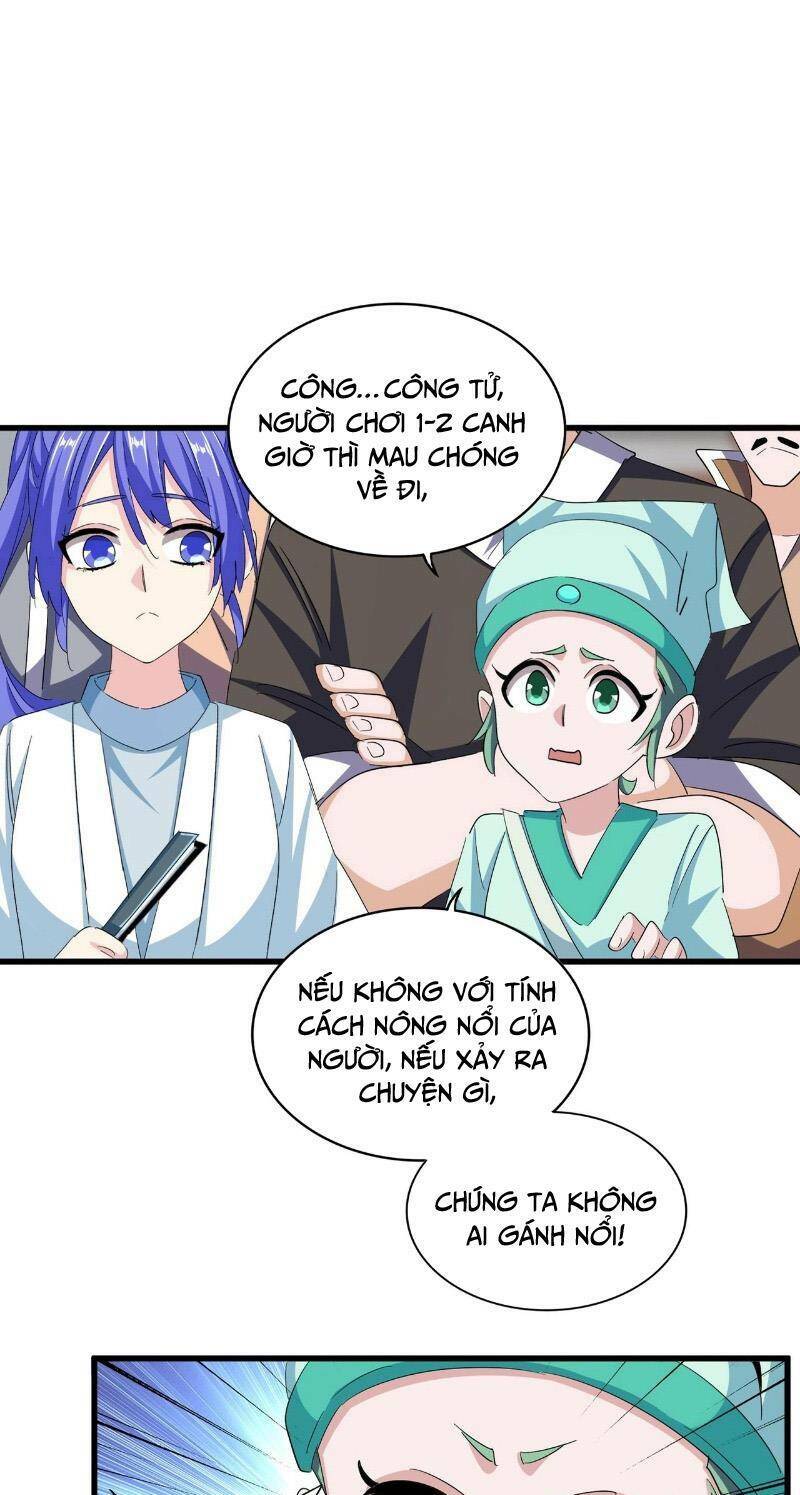 CÔNG...CÔNG TỬ,
NGƯỜI CHƠI 1-2 CANH
GIỜ THÌ MAU CHÓNG
VỀ ĐI,
NẾU KHÔNG VỚI TÍNH
CÁCH NÔNG NỔI CỦA
NGƯỜI, NẾU XẢY RA
CHUYỆN GÌ,
CHÚNG TA KHÔNG
AI GÁNH NỔI!